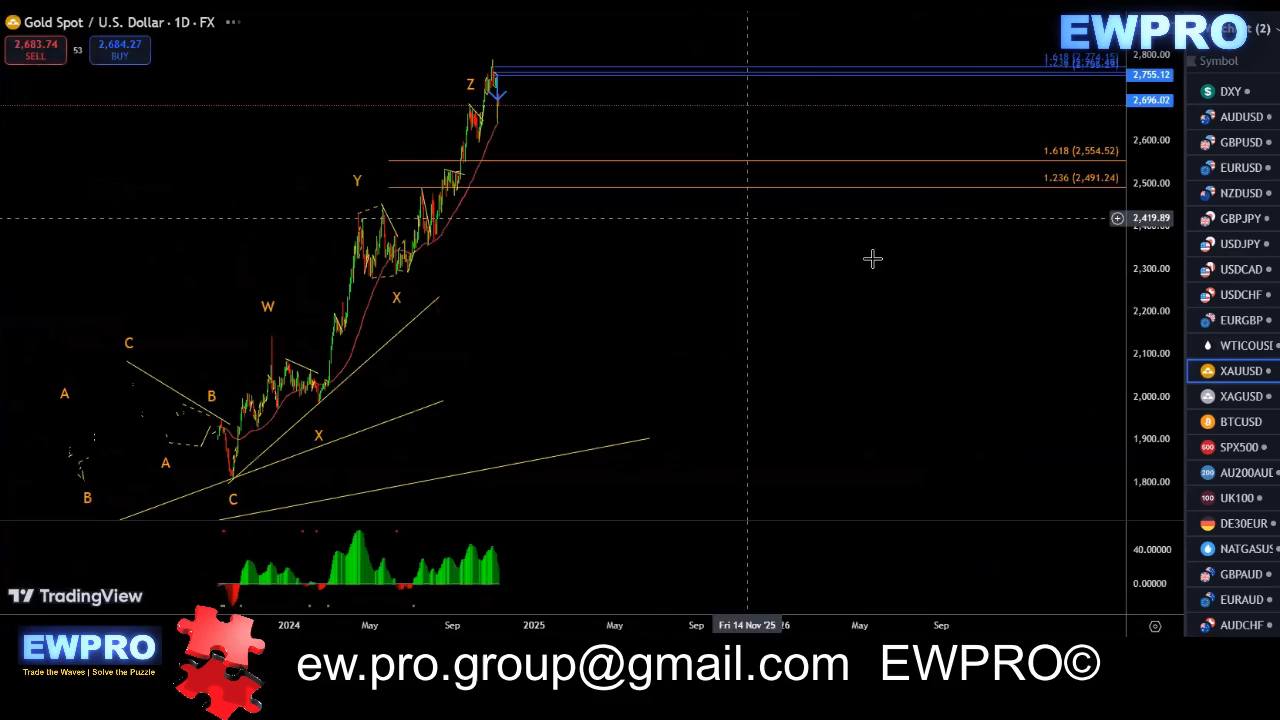 Gold Spot / U.S. Dollar · 1D · FX
2,683.74
SELL
53
2,684.27
BUY
EWPRO
(2)
Symbol
2,800.00
2,755.12
2,696.02
2,600.00
2,500.00
2,419.89
2,300.00
2,200.00
2,100.00
2,000.00
1,900.00
1,800.00
40.00000
0.00000
1.618 (2,554.52)
1.236 (2,491.24)
Z
Y
X
W
C
B
A
X
A
B
C
DXY
AUDUSD
GBPUSD
EURUSD
NZDUSD
GBPJPY
USDJPY
USDCAD
USDCHF
EURGBP
WTICOUSD
XAUUSD
XAGUSD
BTCUSD
SPX500
AU200AUD
UK100
DE30EUR
NATGASUS
GBPAUD
EURAUD
AUDCHF
TradingView
2024
May
Sep
2025
May
Sep
Fri 14 Nov '25
May
Sep
EWPRO
Trade the Waves | Solve the Puzzle
ew.pro.group@gmail.com EWPRO©